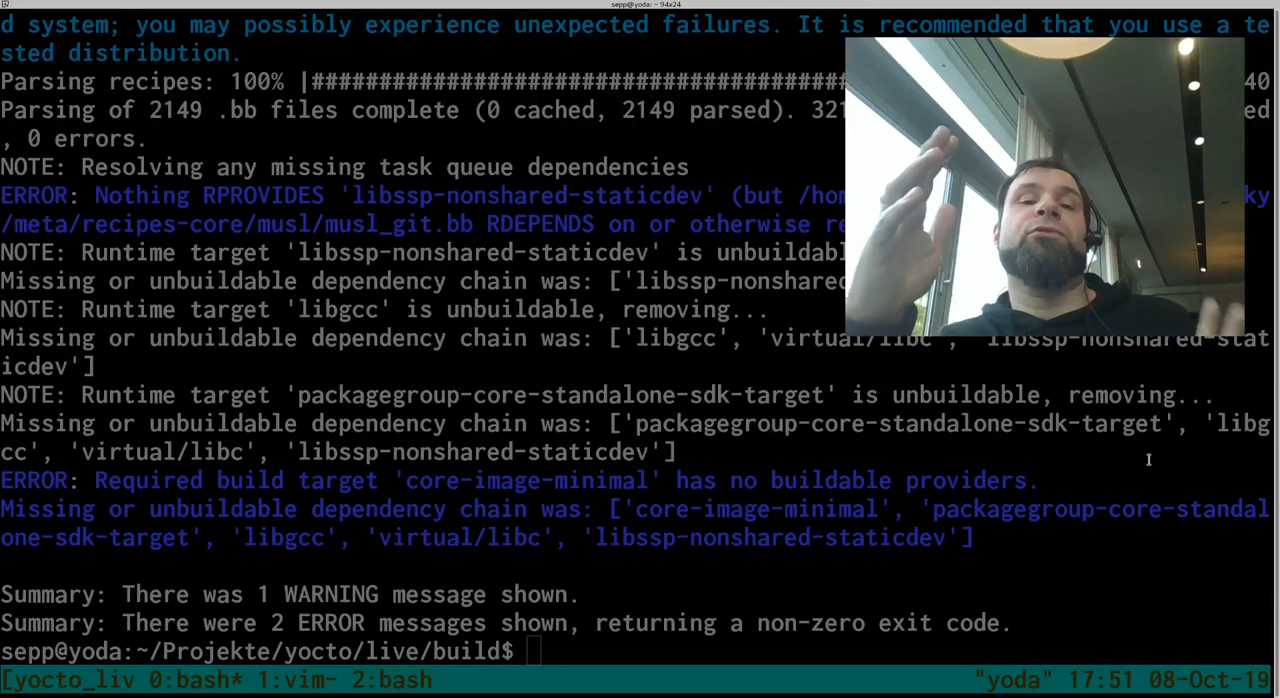 sepp@yoda: ~ 94x24
d system; you may possibly experience unexpected failures. It is recommended that you use a te
sted distribution.
Parsing recipes: 100% |######################################## 40
Parsing of 2149 .bb files complete (0 cached, 2149 parsed). 321 ed
, 0 errors.
NOTE: Resolving any missing task queue dependencies
ERROR: Nothing RPROVIDES 'libssp-nonshared-staticdev' (but /ho ky
/meta/recipes-core/musl/musl_git.bb RDEPENDS on or otherwise re
NOTE: Runtime target 'libssp-nonshared-staticdev' is unbuildabl
Missing or unbuildable dependency chain was: ['libssp-nonshared
NOTE: Runtime target 'libgcc' is unbuildable, removing...
Missing or unbuildable dependency chain was: ['libgcc', 'virtual/libc', 'libssp-nonshared-stat
icdev']
NOTE: Runtime target 'packagegroup-core-standalone-sdk-target' is unbuildable, removing...
Missing or unbuildable dependency chain was: ['packagegroup-core-standalone-sdk-target', 'libg
cc', 'virtual/libc', 'libssp-nonshared-staticdev']
ERROR: Required build target 'core-image-minimal' has no buildable providers.
Missing or unbuildable dependency chain was: ['core-image-minimal', 'packagegroup-core-standal
one-sdk-target', 'libgcc', 'virtual/libc', 'libssp-nonshared-staticdev']
Summary: There was 1 WARNING message shown.
Summary: There were 2 ERROR messages shown, returning a non-zero exit code.
sepp@yoda:~/Projekte/yocto/live/build$
[yocto_liv 0:bash* 1:vim- 2:bash "yoda" 17:51 08-Oct-19